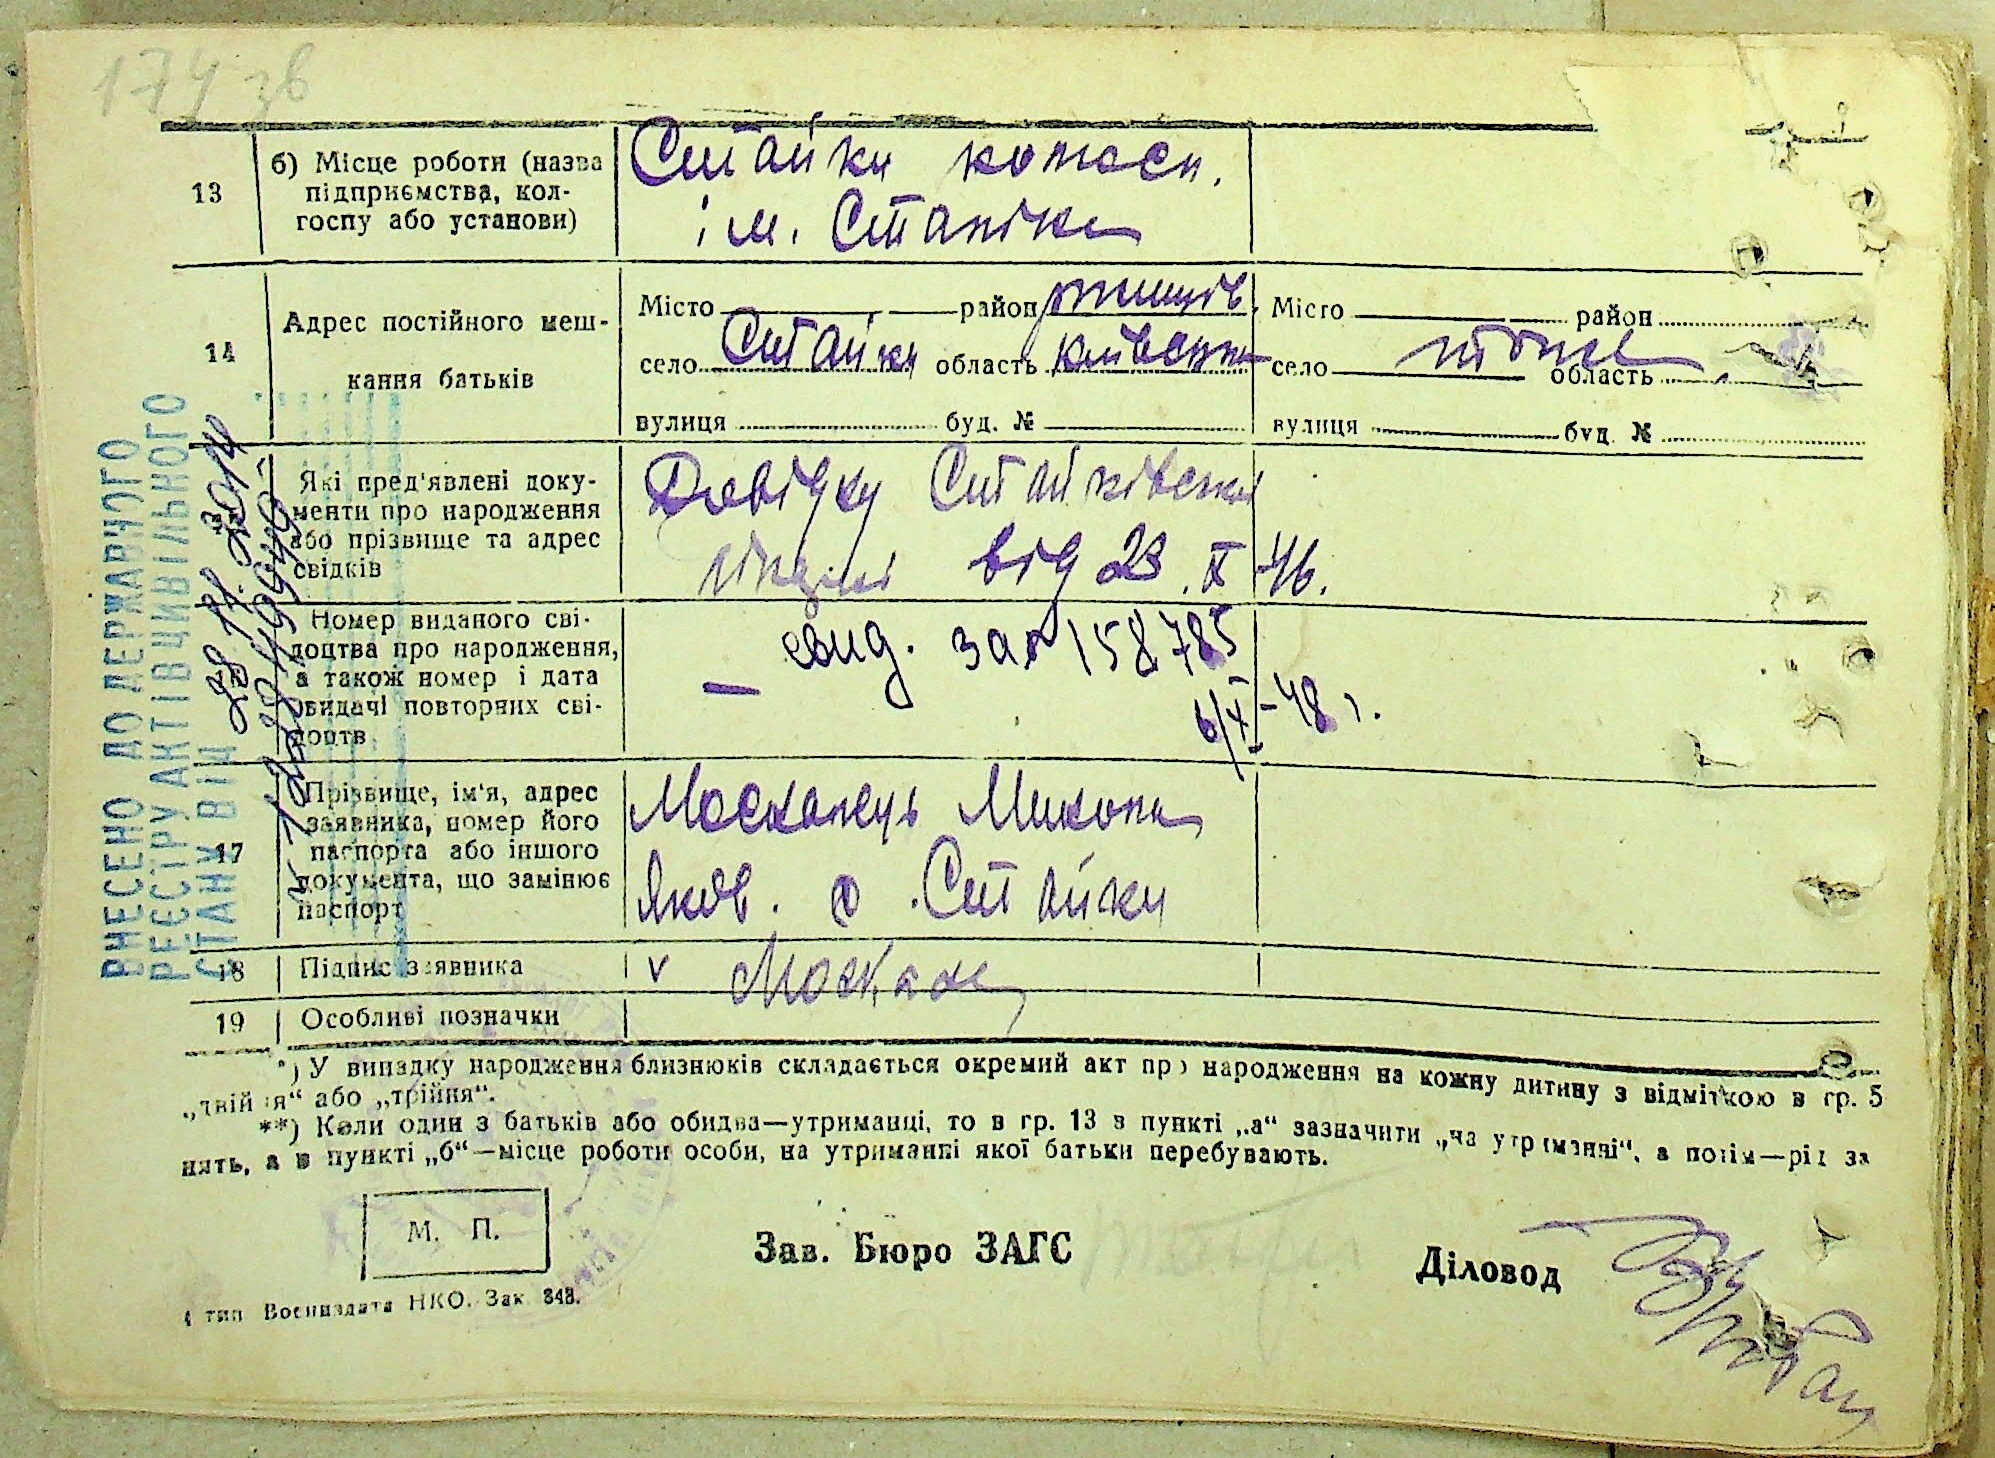 174 зв
13
б) Місце роботи (назва
підприємства, кол-
госпу або установи)
Стайки колгосп.
ім. Сталіна
14
Адрес постійного меш-
кання батьків
Місто район Ржищів.
село Стайки область Київська
вулиця буд. №
Місто район
село тоже область
вулиця буд. №
Які пред'явлені доку-
менти про народження
або прізвище та адрес
свідків
Довідку Стайківської
від 23. X 46.
Номер виданого сві-
доцтва про народження,
а також номер і дата
видачі повторних сві-
доцтв
— свид. 158785
6/XI-48 г.
17
Прізвище, ім'я, адрес
заявника, номер його
паспорта або іншого
документа, що замінює
паспорт
Москалець Микола
Яков. с. Стайки
18
Підпис заявника
v Москале
19
Особливі позначки
*) У випадку народження близнюків складається окремий акт про народження на кожну дитину з відміткою в гр. 5
„двійня“ або „трійня“.
**) Коли один з батьків або обидва—утриманці, то в гр. 13 в пункті „а“ зазначити „на утриманні“, а потім—рід за
нять, а в пункті „б“—місце роботи особи, на утриманні якої батьки перебувають.
М. П.
Зав. Бюро ЗАГС
Діловод
4 тип Воениздата НКО. Зак 343.
ВНЕСЕНО ДО ДЕРЖАВНОГО
РЕЄСТРУ АКТІВ ЦИВІЛЬНОГО
СТАНУ ВІД